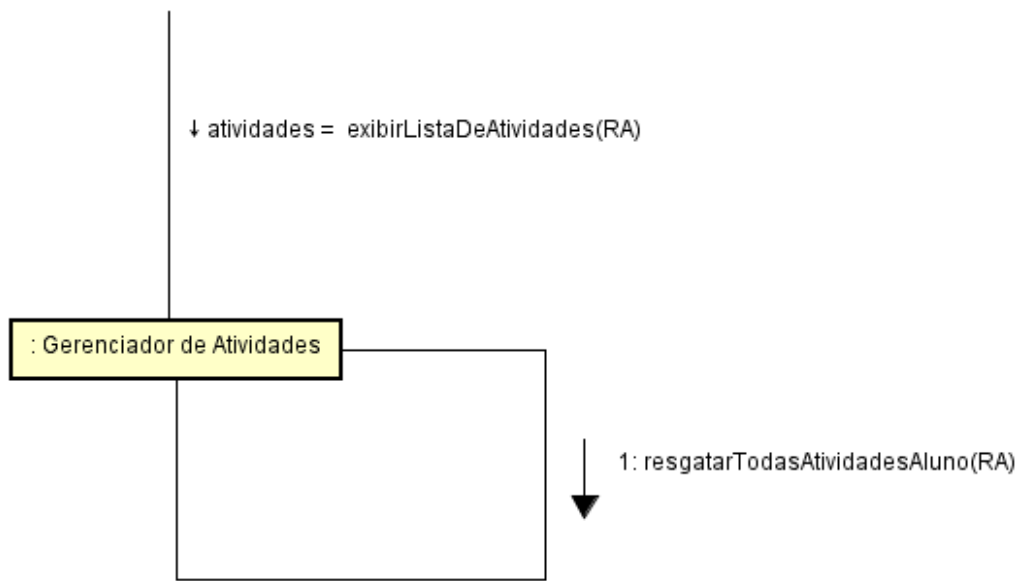 ↓ atividades = exibirListaDeAtividades(RA)
: Gerenciador de Atividades
1: resgatarTodasAtividadesAluno(RA)